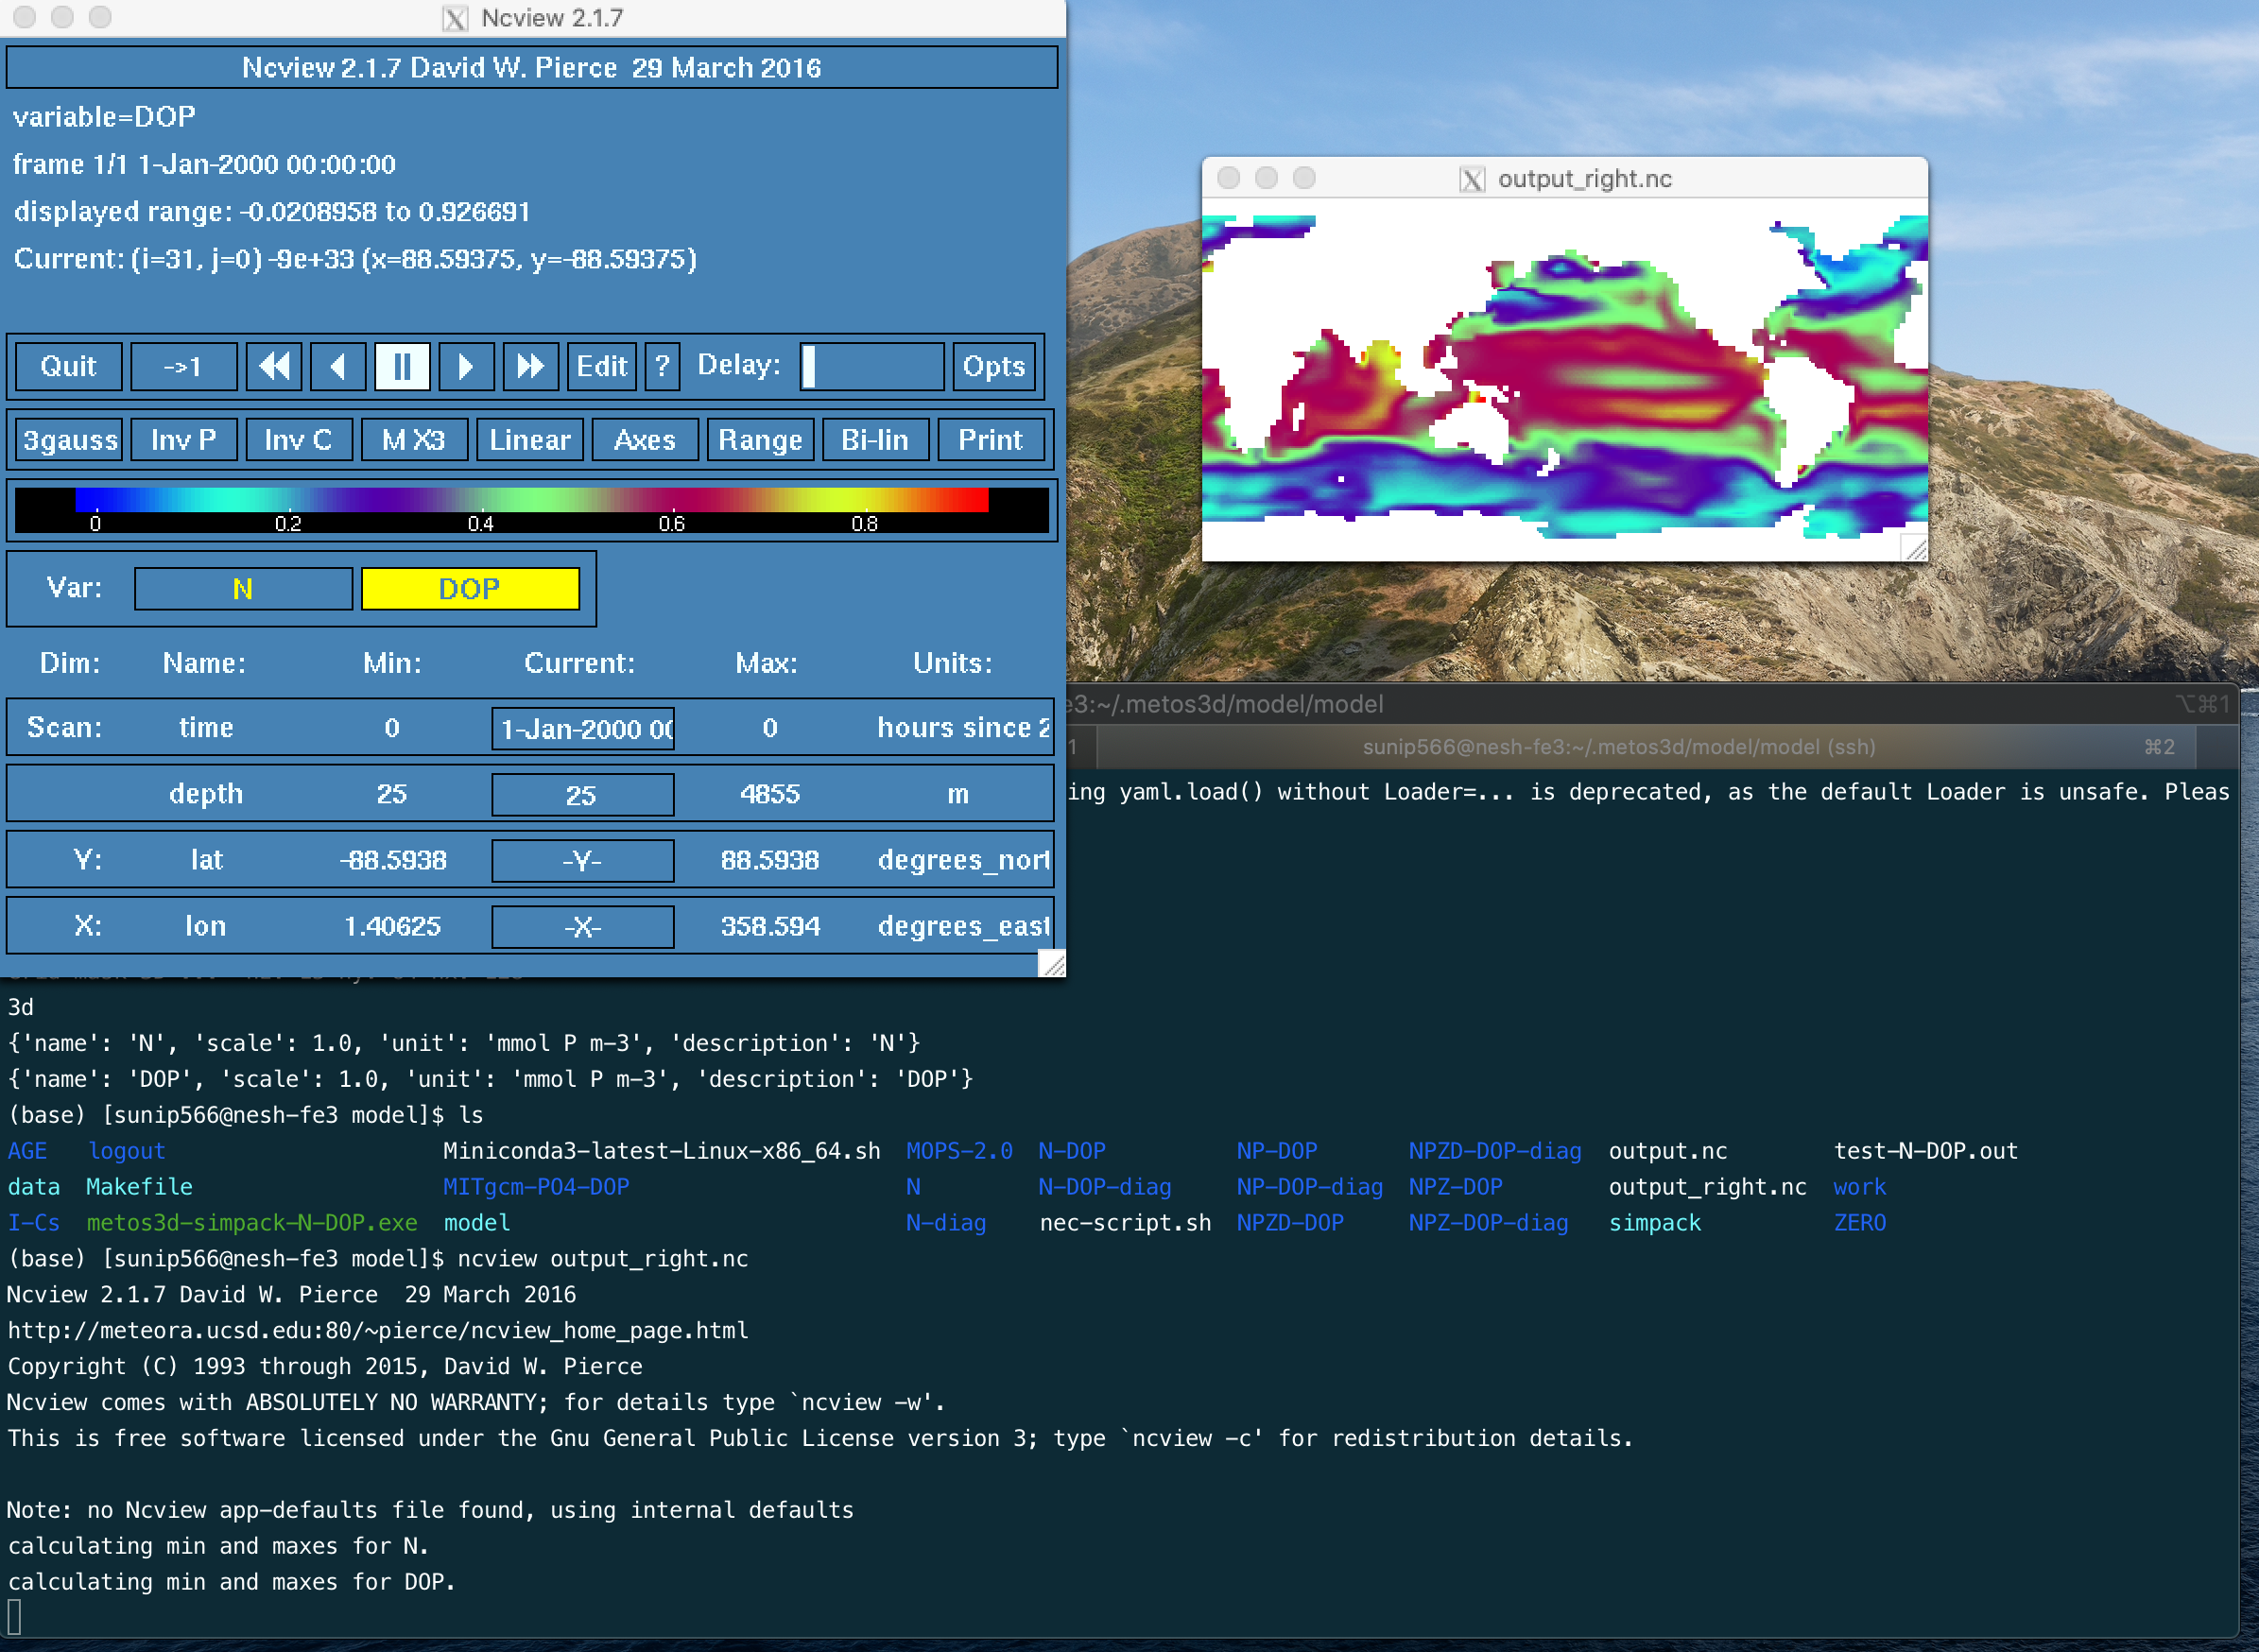 Ncview 2.1.7
Ncview 2.1.7 David W. Pierce 29 March 2016
variable=DOP
frame 1/1 1-Jan-2000 00:00:00
displayed range: -0.0208958 to 0.926691
Current: (i=31, j=0) -9e+33 (x=88.59375, y=-88.59375)
Quit ->1 Edit ? Delay: Opts
3gauss Inv P Inv C M X3 Linear Axes Range Bi-lin Print
0 0.2 0.4 0.6 0.8
Var: N DOP
Dim: Name: Min: Current: Max: Units:
Scan: time 0 1-Jan-2000 00 0 hours since 2
depth 25 25 4855 m
Y: lat -88.5938 -Y- 88.5938 degrees_nort
X: lon 1.40625 -X- 358.594 degrees_east
output_right.nc
e3:~/.metos3d/model/model ⌥⌘1
1 sunip566@nesh-fe3:~/.metos3d/model/model (ssh) ⌘2
ing yaml.load() without Loader=... is deprecated, as the default Loader is unsafe. Pleas
3d
{'name': 'N', 'scale': 1.0, 'unit': 'mmol P m-3', 'description': 'N'}
{'name': 'DOP', 'scale': 1.0, 'unit': 'mmol P m-3', 'description': 'DOP'}
(base) [sunip566@nesh-fe3 model]$ ls
AGE logout Miniconda3-latest-Linux-x86_64.sh MOPS-2.0 N-DOP NP-DOP NPZD-DOP-diag output.nc test-N-DOP.out
data Makefile MITgcm-PO4-DOP N N-DOP-diag NP-DOP-diag NPZ-DOP output_right.nc work
I-Cs metos3d-simpack-N-DOP.exe model N-diag nec-script.sh NPZD-DOP NPZ-DOP-diag simpack ZERO
(base) [sunip566@nesh-fe3 model]$ ncview output_right.nc
Ncview 2.1.7 David W. Pierce  29 March 2016
http://meteora.ucsd.edu:80/~pierce/ncview_home_page.html
Copyright (C) 1993 through 2015, David W. Pierce
Ncview comes with ABSOLUTELY NO WARRANTY; for details type `ncview -w'.
This is free software licensed under the Gnu General Public License version 3; type `ncview -c' for redistribution details.
Note: no Ncview app-defaults file found, using internal defaults
calculating min and maxes for N.
calculating min and maxes for DOP.